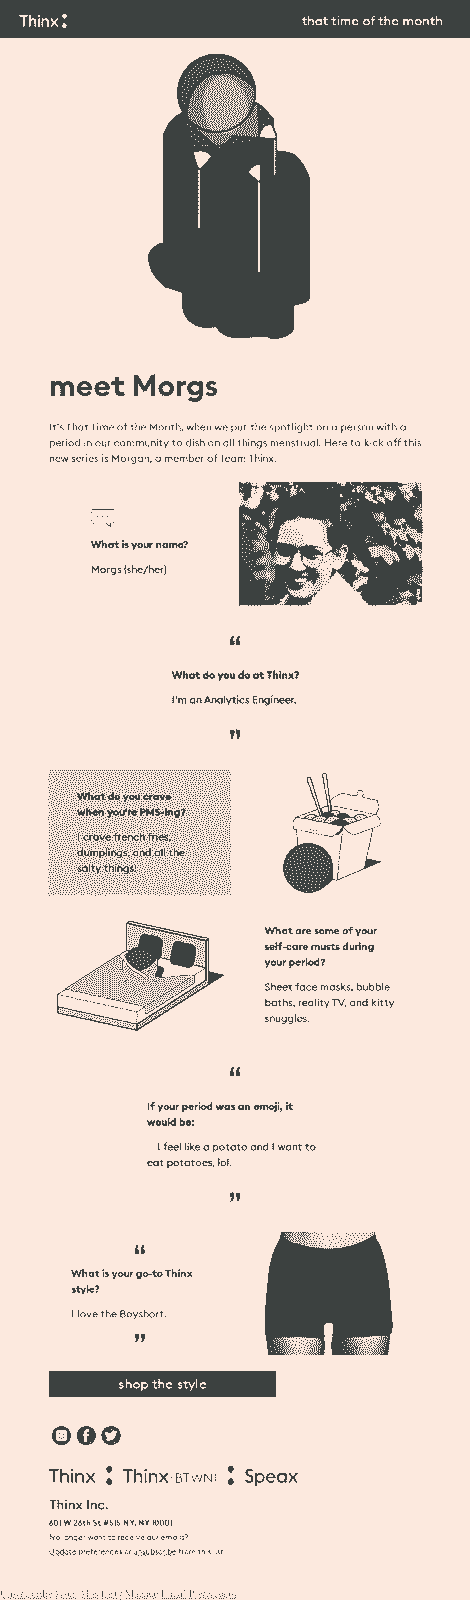 Thinx
that time of the month
meet Morgs
It's That Time of the Month, when we put the spotlight on a person with a
period in our community to dish on all things menstrual. Here to kick off this
new series is Morgan, a member of Team Thinx.
What is your name?
Morgs (she/her)
“
What do you do at Thinx?
I'm an Analytics Engineer.
”
What do you crave
when you're PMS-ing?
I crave french fries,
dumplings, and all the
salty things.
What are some of your
self-care musts during
your period?
Sheet face masks, bubble
baths, reality TV, and kitty
snuggles.
“
If your period was an emoji, it
would be:
I feel like a potato and I want to
eat potatoes, lol.
”
“
What is your go-to Thinx
style?
I love the Boyshort.
”
shop the style
Thinx Thinx BTWN Speax
Thinx Inc.
601 W 26th St #515 NY, NY 10001
No longer want to receive our emails?
Update preferences or unsubscribe from this list